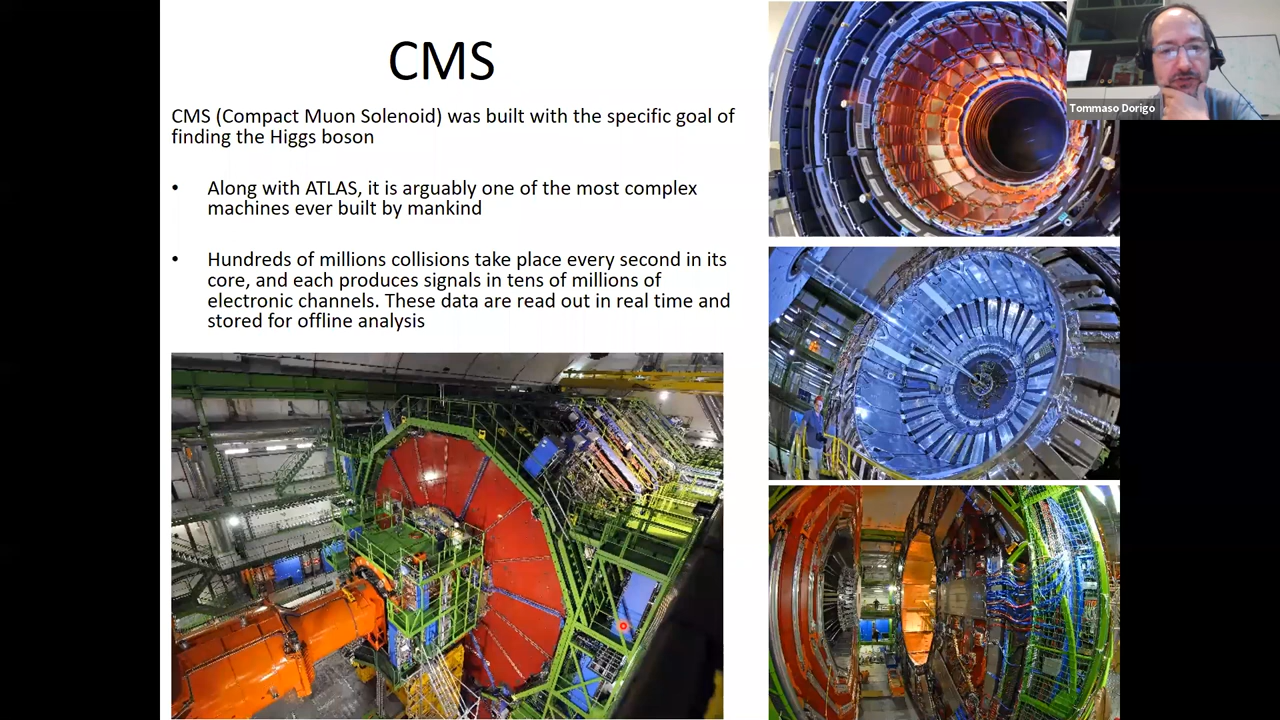 CMS
CMS (Compact Muon Solenoid) was built with the specific goal of
finding the Higgs boson
• Along with ATLAS, it is arguably one of the most complex
machines ever built by mankind
• Hundreds of millions collisions take place every second in its
core, and each produces signals in tens of millions of
electronic channels. These data are read out in real time and
stored for offline analysis
Tommaso Dorigo